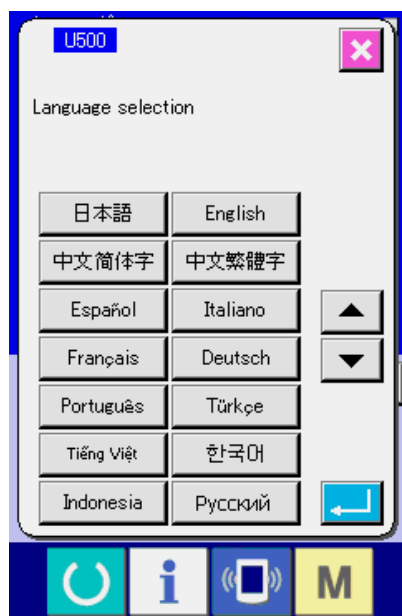 U500
Language selection
日本語 English
中文简体字 中文繁體字
Español Italiano
Français Deutsch
Português Türkçe
Tiếng Việt 한국어
Indonesia Русский
i M